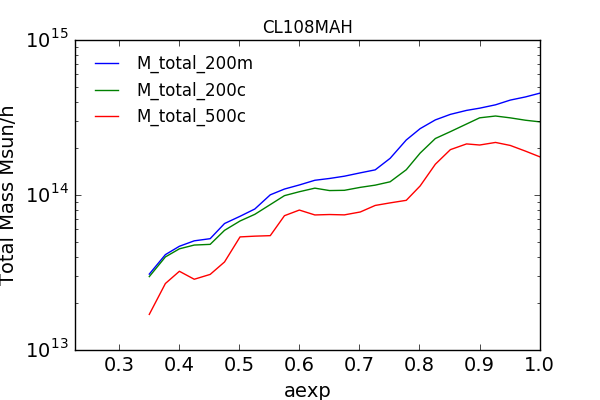 CL108MAH
10^15
M_total_200m
M_total_200c
M_total_500c
10^14
10^13
Total Mass Msun/h
0.3 0.4 0.5 0.6 0.7 0.8 0.9 1.0
aexp